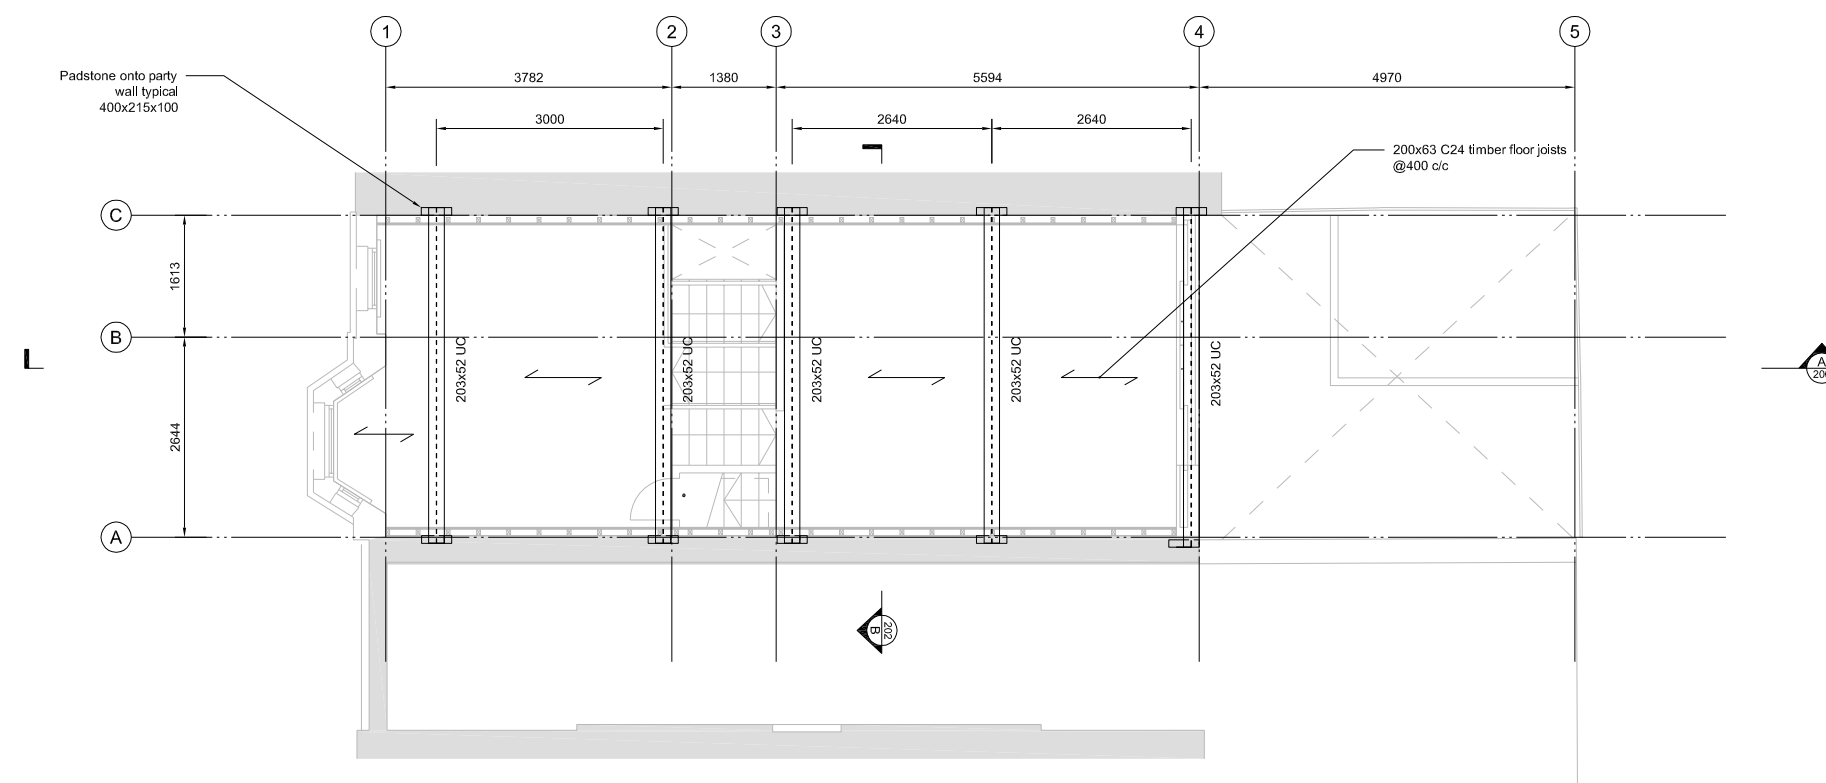 1
2
3
4
5
3782
1380
5594
4970
Padstone onto party
wall typical
400x215x100
3000
2640
2640
200x63 C24 timber floor joists
@400 c/c
C
1613
B
2644
A
203x52 UC
203x52 UC
203x52 UC
203x52 UC
203x52 UC
A
B
202